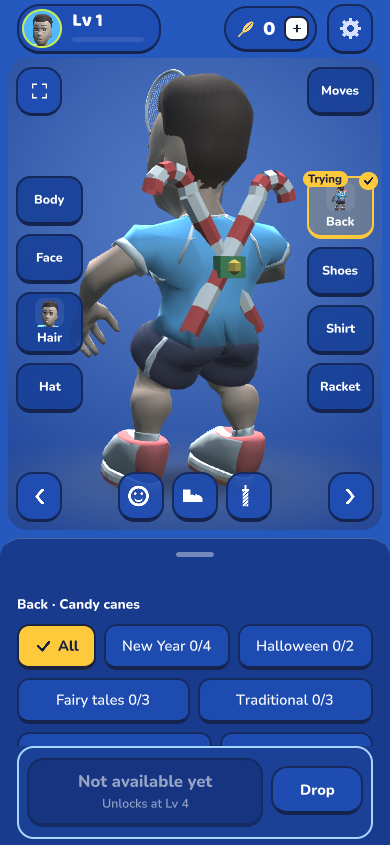 Lv 1
0
+
Moves
Trying
Back
Body
Face
Hair
Hat
Shoes
Shirt
Racket
Back · Candy canes
All
New Year 0/4
Halloween 0/2
Fairy tales 0/3
Traditional 0/3
Not available yet
Unlocks at Lv 4
Drop